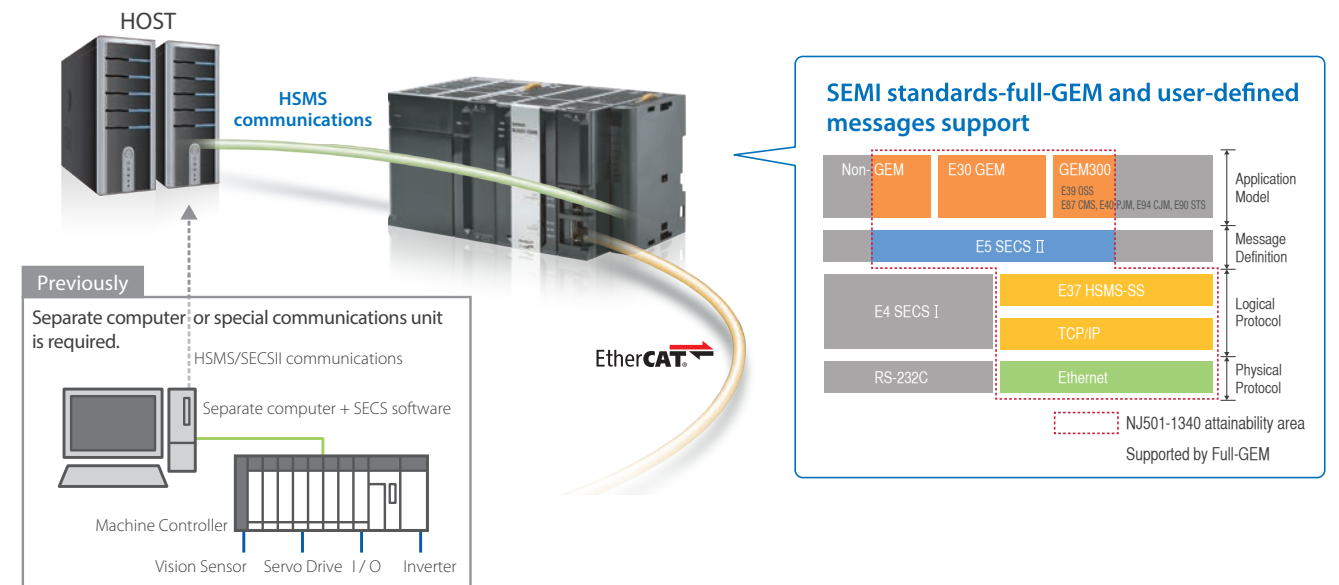 HOST
HSMS
communications
Previously
Separate computer or special communications unit
is required.
HSMS/SECSII communications
Separate computer + SECS software
Machine Controller
Vision Sensor
Servo Drive
I / O
Inverter
EtherCAT®
SEMI standards-full-GEM and user-defined
messages support
Non-GEM
E30 GEM
GEM300
E39 OSS
E87 CMS, E40 PJM, E94 CJM, E90 STS
Application
Model
E5 SECS II
Message
Definition
E4 SECS I
E37 HSMS-SS
TCP/IP
Logical
Protocol
RS-232C
Ethernet
Physical
Protocol
NJ501-1340 attainability area
Supported by Full-GEM